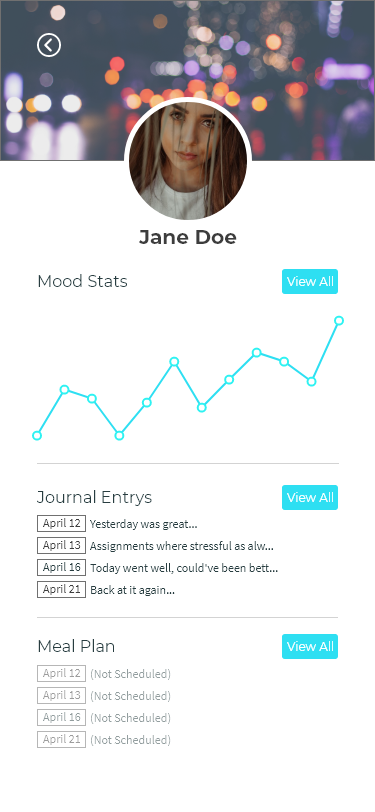 Jane Doe
Mood Stats View All
Journal Entrys View All
April 12 Yesterday was great...
April 13 Assignments where stressful as alw...
April 16 Today went well, could've been bett...
April 21 Back at it again...
Meal Plan View All
April 12 (Not Scheduled)
April 13 (Not Scheduled)
April 16 (Not Scheduled)
April 21 (Not Scheduled)